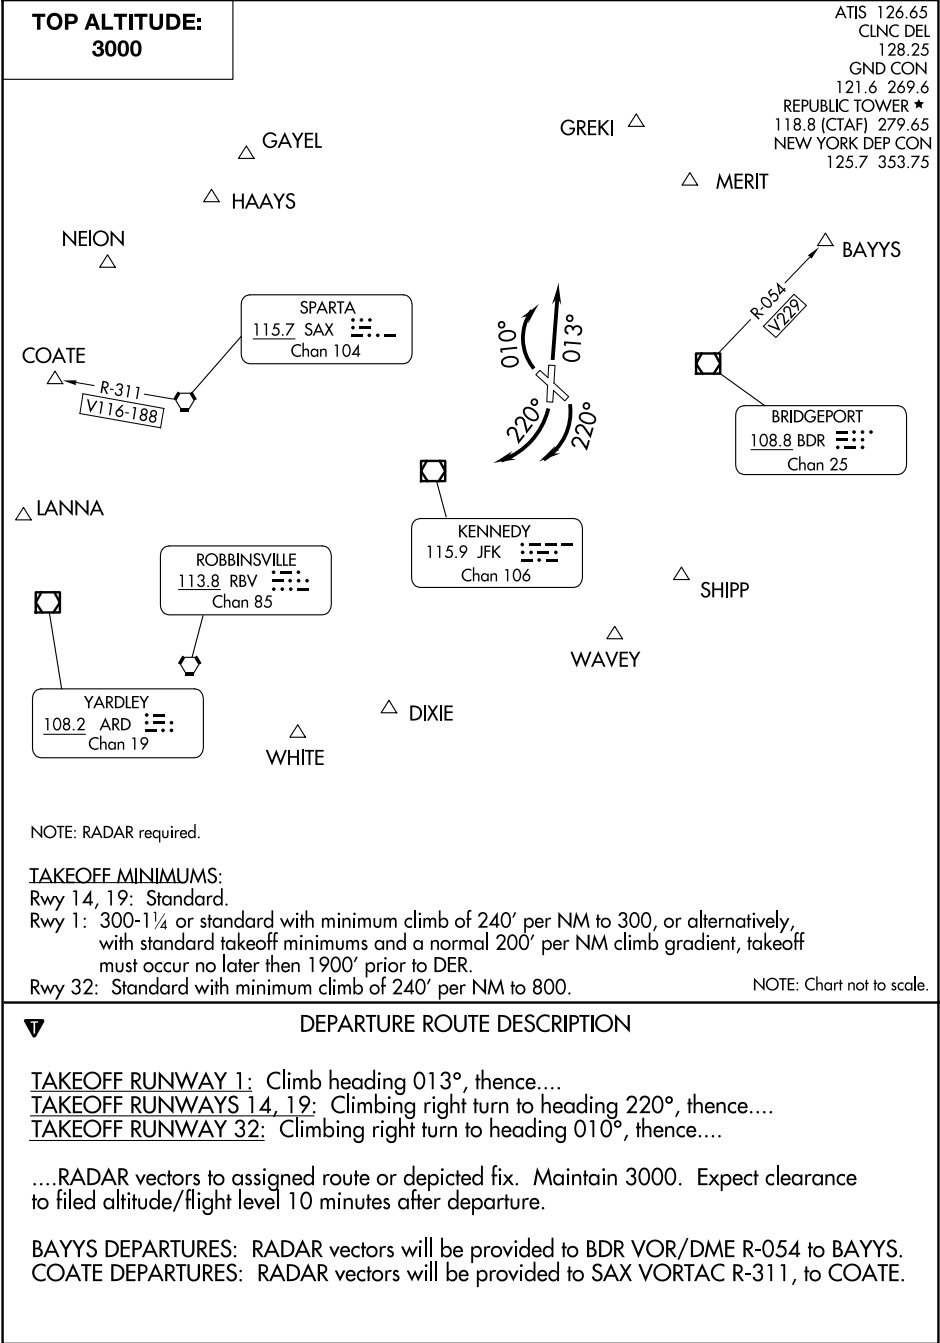 TOP ALTITUDE:
3000
ATIS 126.65
CLNC DEL
128.25
GND CON
121.6 269.6
REPUBLIC TOWER ★
118.8 (CTAF) 279.65
NEW YORK DEP CON
125.7 353.75
GREKI
GAYEL
MERIT
HAAYS
NEION
BAYYS
R-054
V229
SPARTA
115.7 SAX
Chan 104
010°
013°
COATE
R-311
V116-188
220°
220°
BRIDGEPORT
108.8 BDR
Chan 25
LANNA
KENNEDY
115.9 JFK
Chan 106
ROBBINSVILLE
113.8 RBV
Chan 85
SHIPP
WAVEY
YARDLEY
108.2 ARD
Chan 19
DIXIE
WHITE
NOTE: RADAR required.
TAKEOFF MINIMUMS:
Rwy 14, 19: Standard.
Rwy 1: 300-1¼ or standard with minimum climb of 240' per NM to 300, or alternatively,
with standard takeoff minimums and a normal 200' per NM climb gradient, takeoff
must occur no later then 1900' prior to DER.
Rwy 32: Standard with minimum climb of 240' per NM to 800.
NOTE: Chart not to scale.
T
DEPARTURE ROUTE DESCRIPTION
TAKEOFF RUNWAY 1: Climb heading 013°, thence....
TAKEOFF RUNWAYS 14, 19: Climbing right turn to heading 220°, thence....
TAKEOFF RUNWAY 32: Climbing right turn to heading 010°, thence....
....RADAR vectors to assigned route or depicted fix. Maintain 3000. Expect clearance
to filed altitude/flight level 10 minutes after departure.
BAYYS DEPARTURES: RADAR vectors will be provided to BDR VOR/DME R-054 to BAYYS.
COATE DEPARTURES: RADAR vectors will be provided to SAX VORTAC R-311, to COATE.